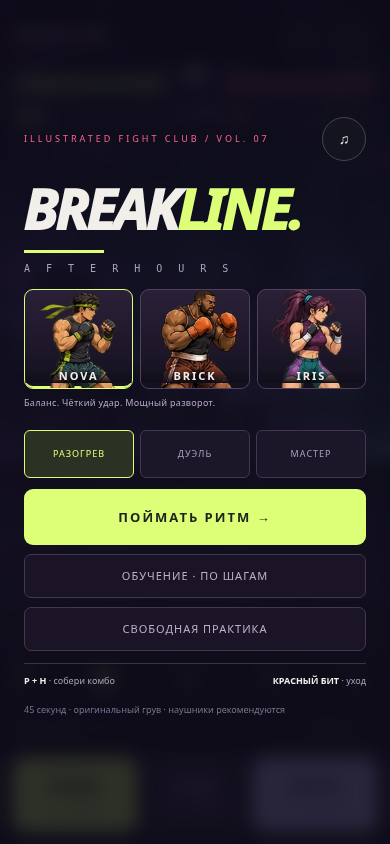 ILLUSTRATED FIGHT CLUB / VOL. 07
♫
BREAKLINE.
AFTERHOURS
NOVA
BRICK
IRIS
Баланс. Чёткий удар. Мощный разворот.
РАЗОГРЕВ
ДУЭЛЬ
МАСТЕР
ПОЙМАТЬ РИТМ →
ОБУЧЕНИЕ · ПО ШАГАМ
СВОБОДНАЯ ПРАКТИКА
P + H · собери комбо
КРАСНЫЙ БИТ · уход
45 секунд · оригинальный грув · наушники рекомендуются